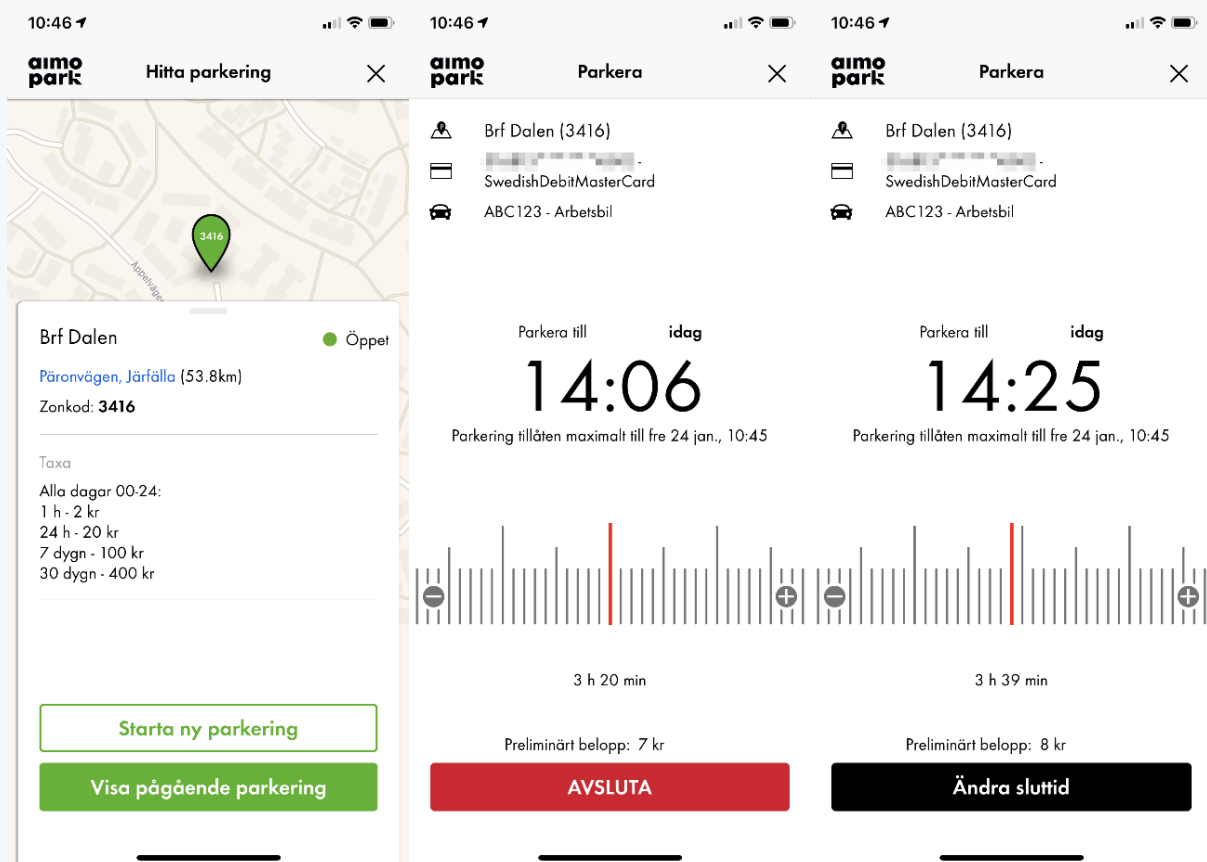 10:46
aimo
park
Hitta parkering
3416
Äppelvägen
Brf Dalen
Öppet
Päronvägen, Järfälla (53.8km)
Zonkod: 3416
Taxa
Alla dagar 00-24:
1 h - 2 kr
24 h - 20 kr
7 dygn - 100 kr
30 dygn - 400 kr
Starta ny parkering
Visa pågående parkering
10:46
aimo
park
Parkera
Brf Dalen (3416)
-
SwedishDebitMasterCard
ABC123 - Arbetsbil
Parkera till idag
14:06
Parkering tillåten maximalt till fre 24 jan., 10:45
3 h 20 min
Preliminärt belopp: 7 kr
AVSLUTA
10:46
aimo
park
Parkera
Brf Dalen (3416)
-
SwedishDebitMasterCard
ABC123 - Arbetsbil
Parkera till idag
14:25
Parkering tillåten maximalt till fre 24 jan., 10:45
3 h 39 min
Preliminärt belopp: 8 kr
Ändra sluttid